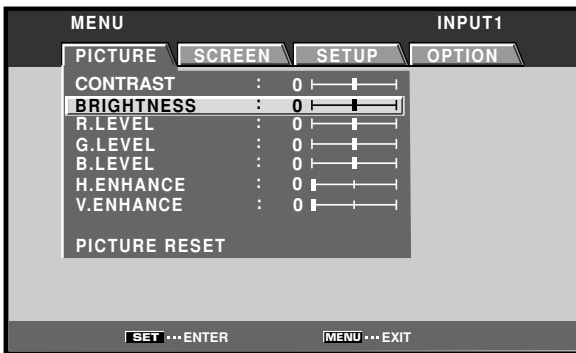 MENU INPUT1
PICTURE SCREEN SETUP OPTION
CONTRAST : 0
BRIGHTNESS : 0
R.LEVEL : 0
G.LEVEL : 0
B.LEVEL : 0
H.ENHANCE : 0
V.ENHANCE : 0
PICTURE RESET
SET ··· ENTER MENU ··· EXIT